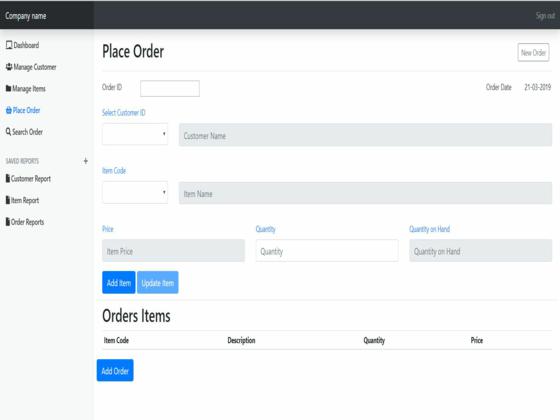 Company name
Sign out
Dashboard
Manage Customer
Manage Items
Place Order
Search Order
SAVED REPORTS +
Customer Report
Item Report
Order Reports
Place Order
New Order
Order ID
Order Date 21-03-2019
Select Customer ID
Customer Name
Item Code
Item Name
Price Quantity Quantity on Hand
Item Price Quantity Quantity on Hand
Add Item Update Item
Orders Items
Item Code Description Quantity Price
Add Order